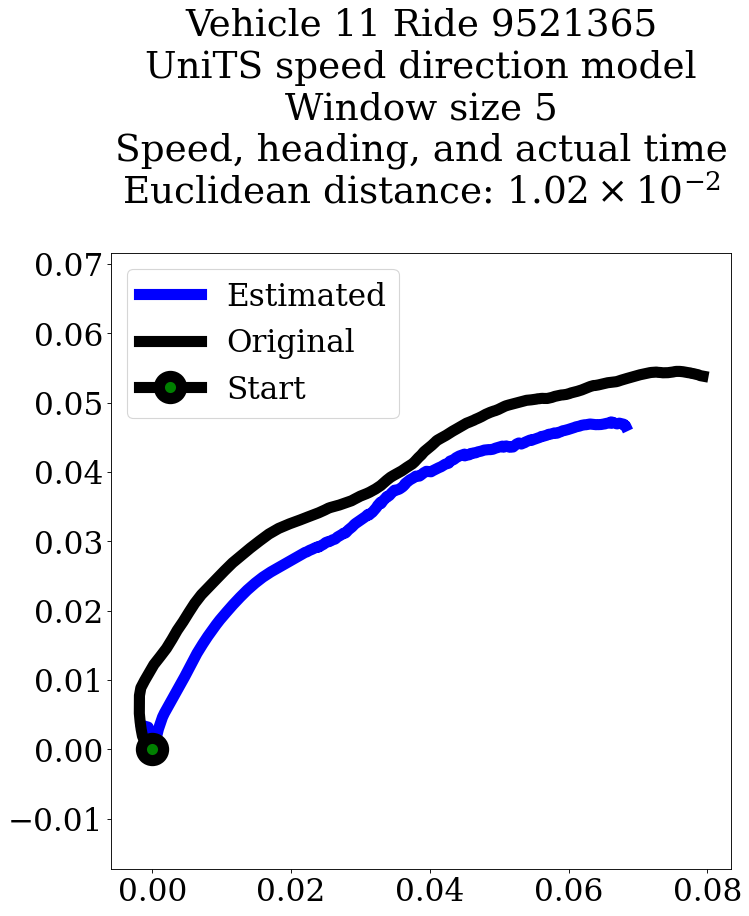 Vehicle 11 Ride 9521365
UniTS speed direction model
Window size 5
Speed, heading, and actual time
Euclidean distance: 1.02 × 10⁻²
0.07
0.06
0.05
0.04
0.03
0.02
0.01
0.00
−0.01
Estimated
Original
Start
0.00 0.02 0.04 0.06 0.08